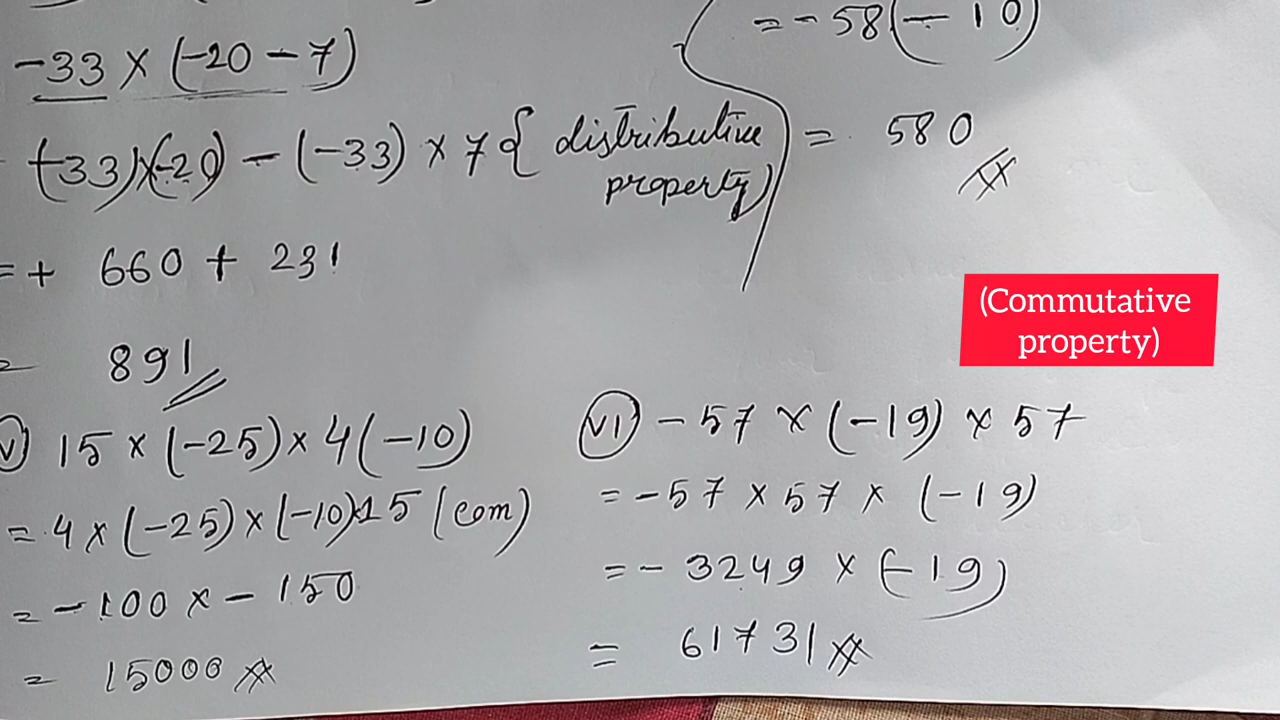 -33 × (-20 - 7)
(-33)×(-20) - (-33) × 7 { distributive
property)
= + 660 + 231
= 891
v) 15 × (-25) × 4(-10)
= 4 × (-25) × (-10)×15 (com)
= -100 × -150
= 15000
= -58(-10)
= 580
(Commutative
property)
(VI) -57 × (-19) × 57
= -57 × 57 × (-19)
= - 3249 × (-19)
= 61731